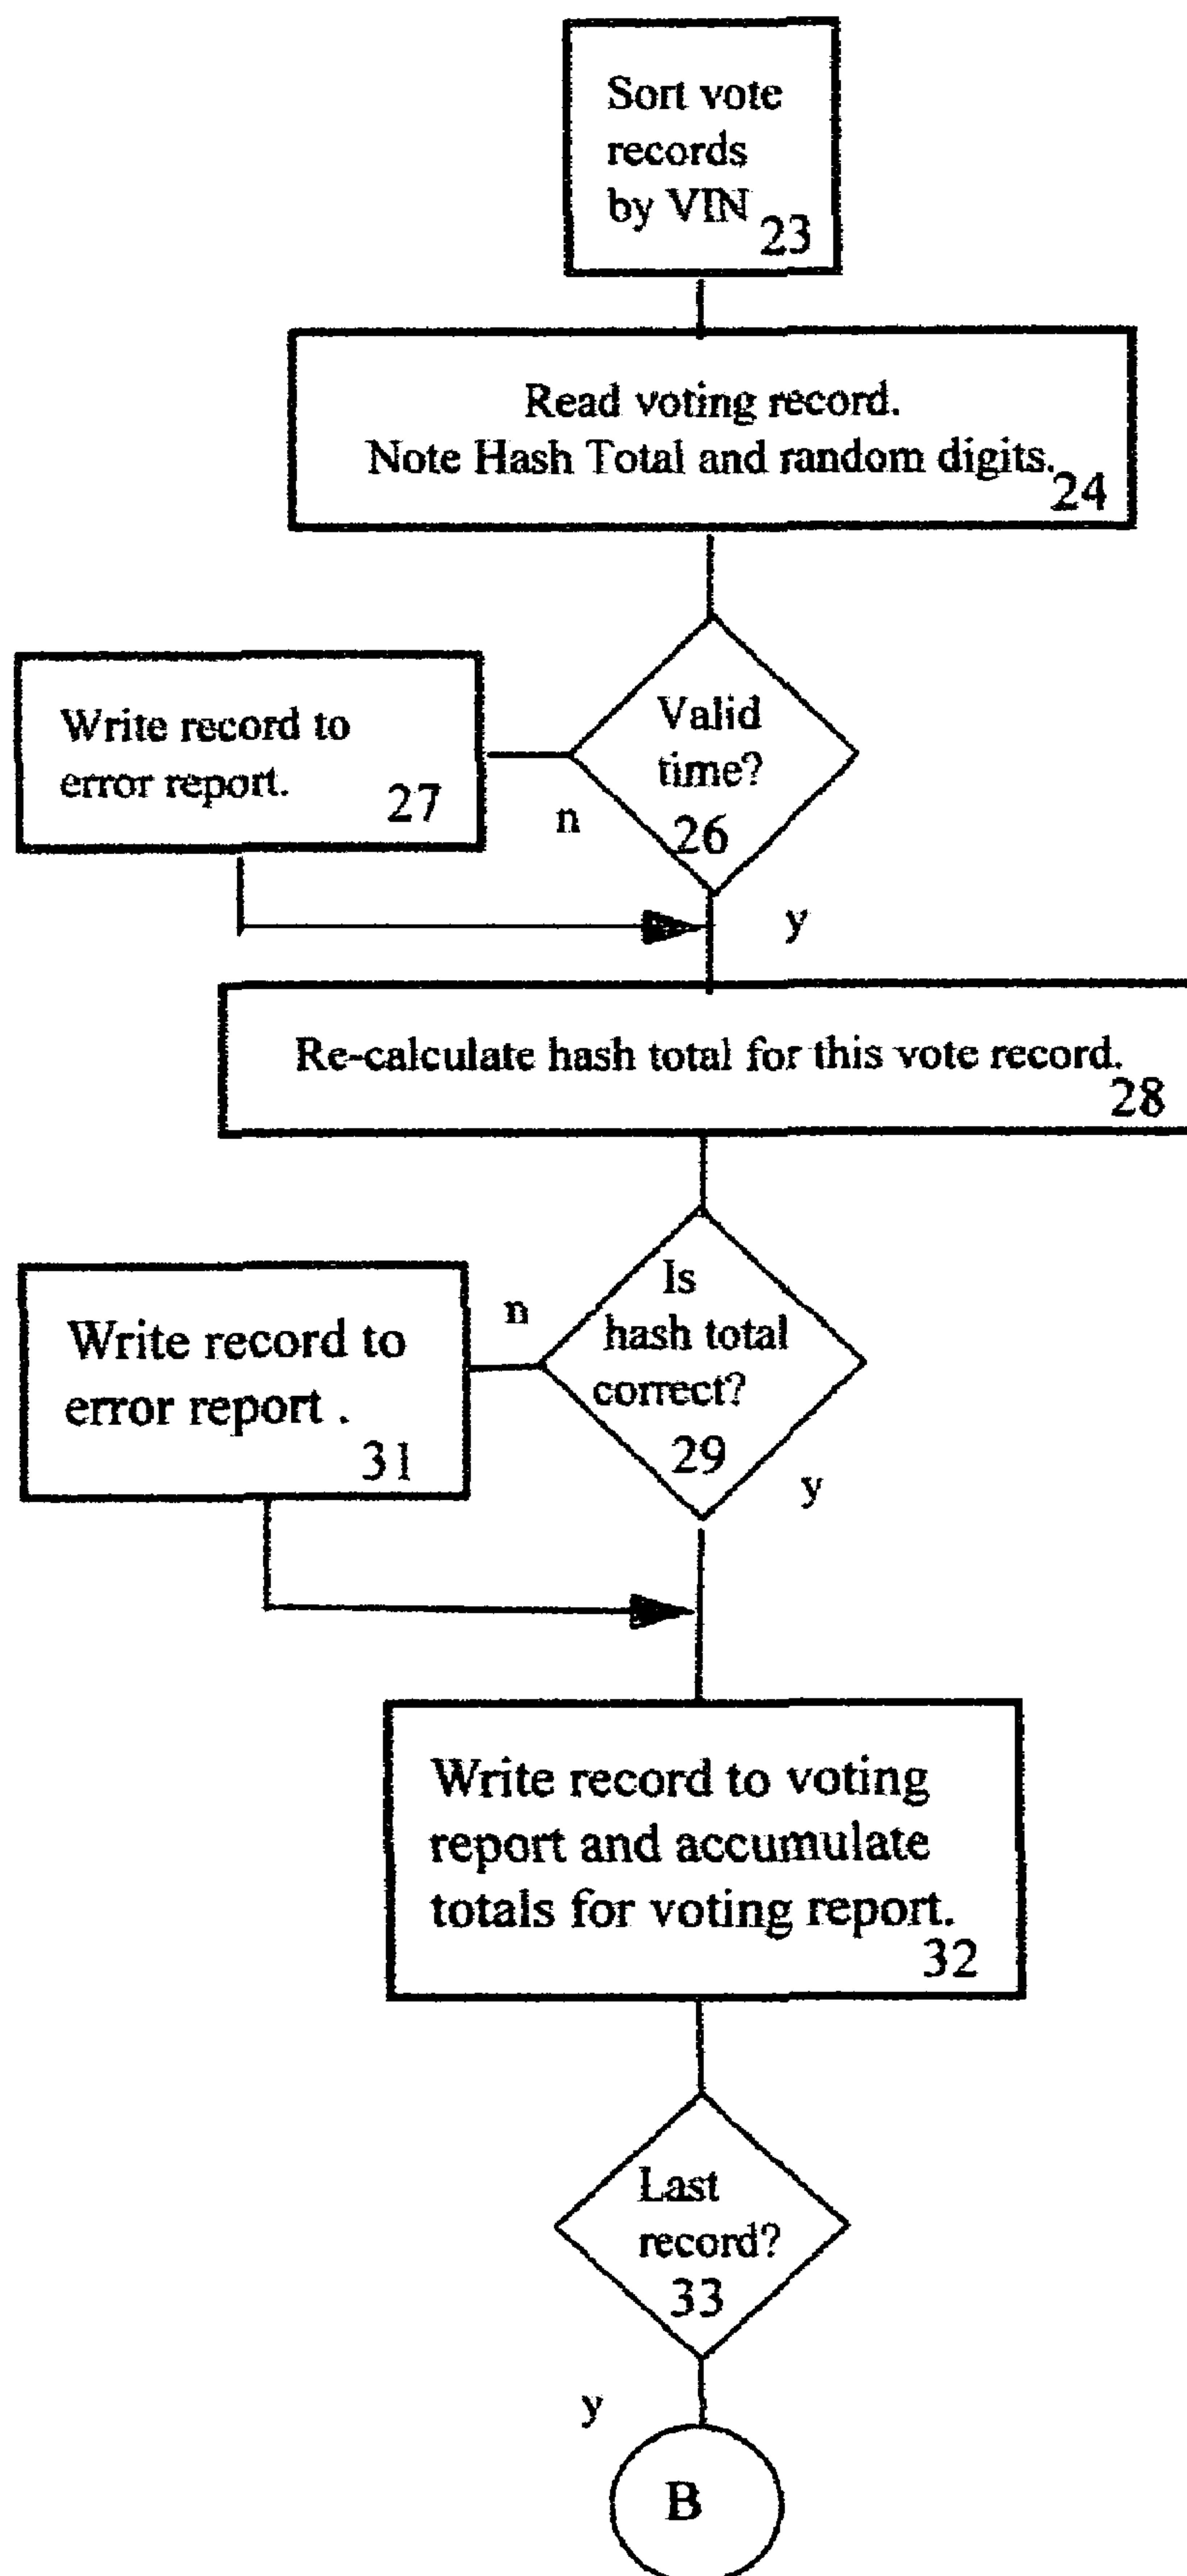 Sort vote
records
by VIN
23
Read voting record.
Note Hash Total and random digits.
24
Valid
time?
26
Write record to
error report.
27
n
y
Re-calculate hash total for this vote record.
28
Is
hash total
correct?
29
n
Write record to
error report .
31
y
Write record to voting
report and accumulate
totals for voting report.
32
Last
record?
33
y
B